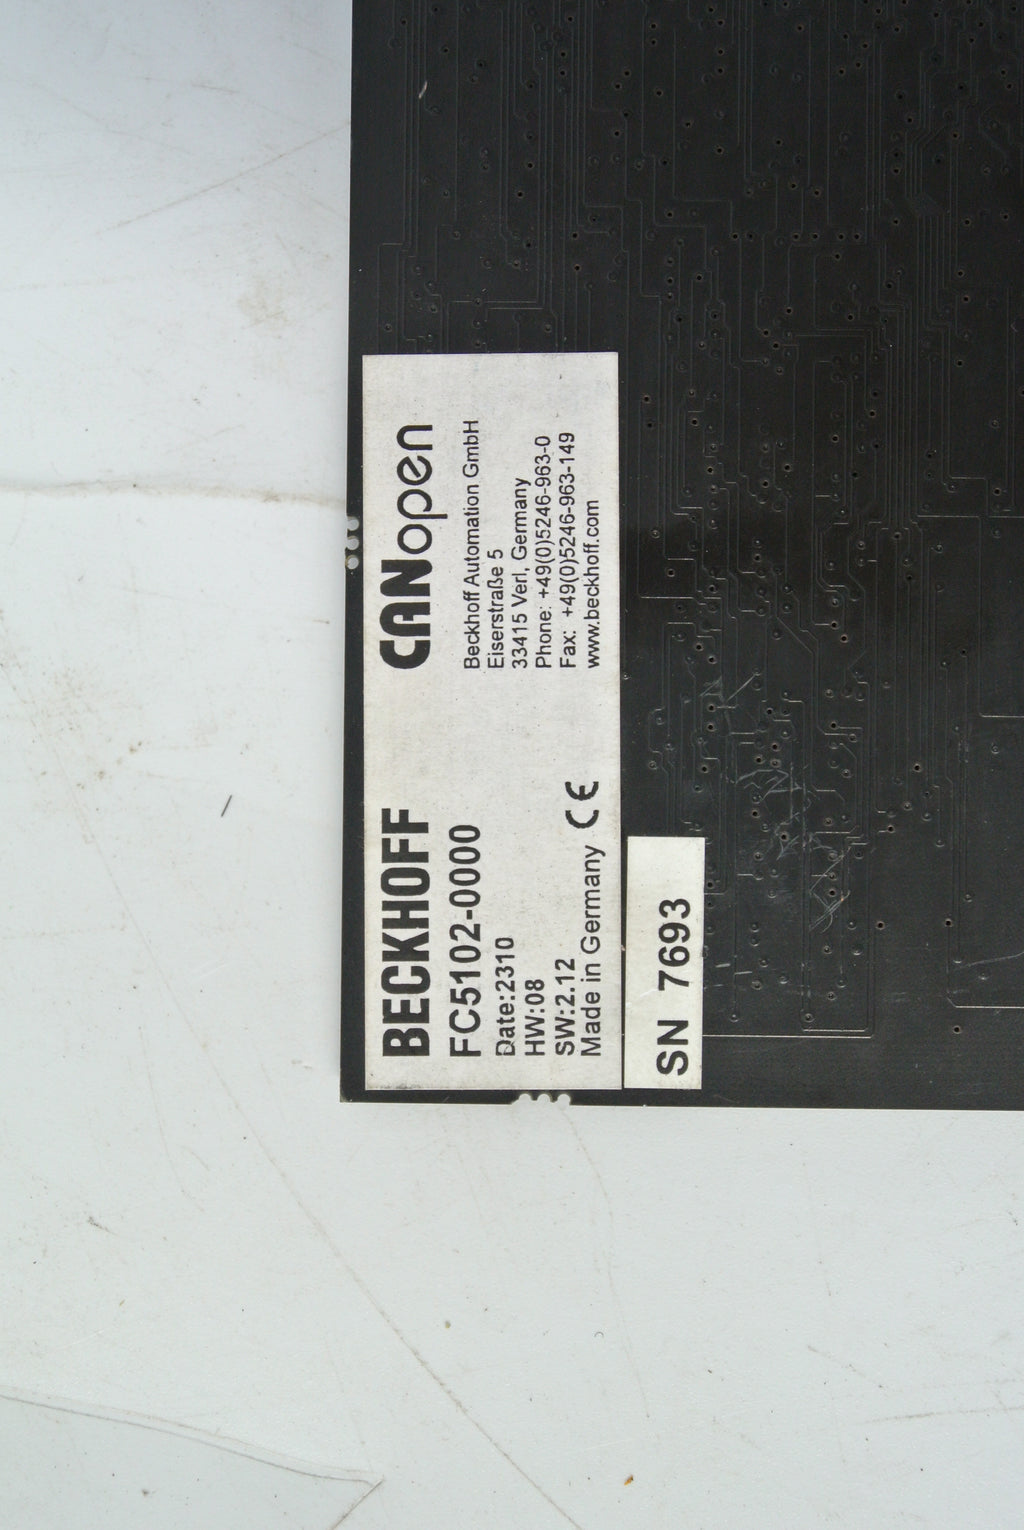 BECKHOFF
FC5102-0000
Date:2310
HW:08
SW:2.12
Made in Germany CE
CANopen
Beckhoff Automation GmbH
Eiserstraße 5
33415 Verl, Germany
Phone: +49(0)5246-963-0
Fax: +49(0)5246-963-149
www.beckhoff.com
SN 7693